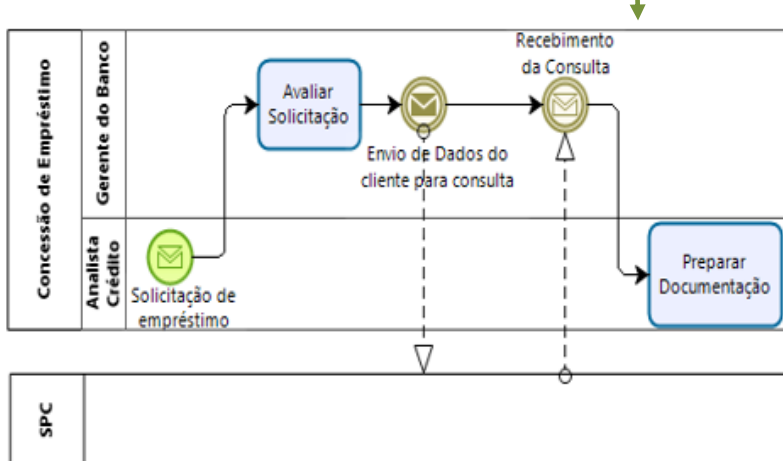 Concessão de Empréstimo
Gerente do Banco
Avaliar
Solicitação
Envio de Dados do
cliente para consulta
Recebimento
da Consulta
Analista
Crédito
Solicitação de
empréstimo
Preparar
Documentação
SPC